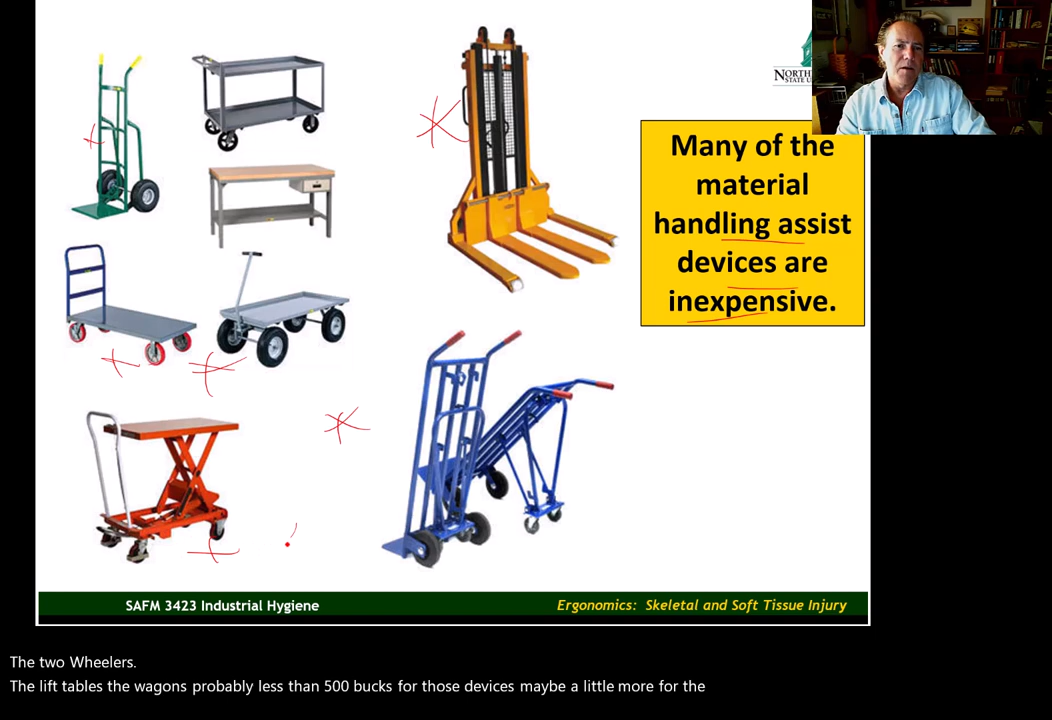 NORTH
STATE U
Many of the
material
handling assist
devices are
inexpensive.
SAFM 3423 Industrial Hygiene
Ergonomics: Skeletal and Soft Tissue Injury
The two Wheelers.
The lift tables the wagons probably less than 500 bucks for those devices maybe a little more for the